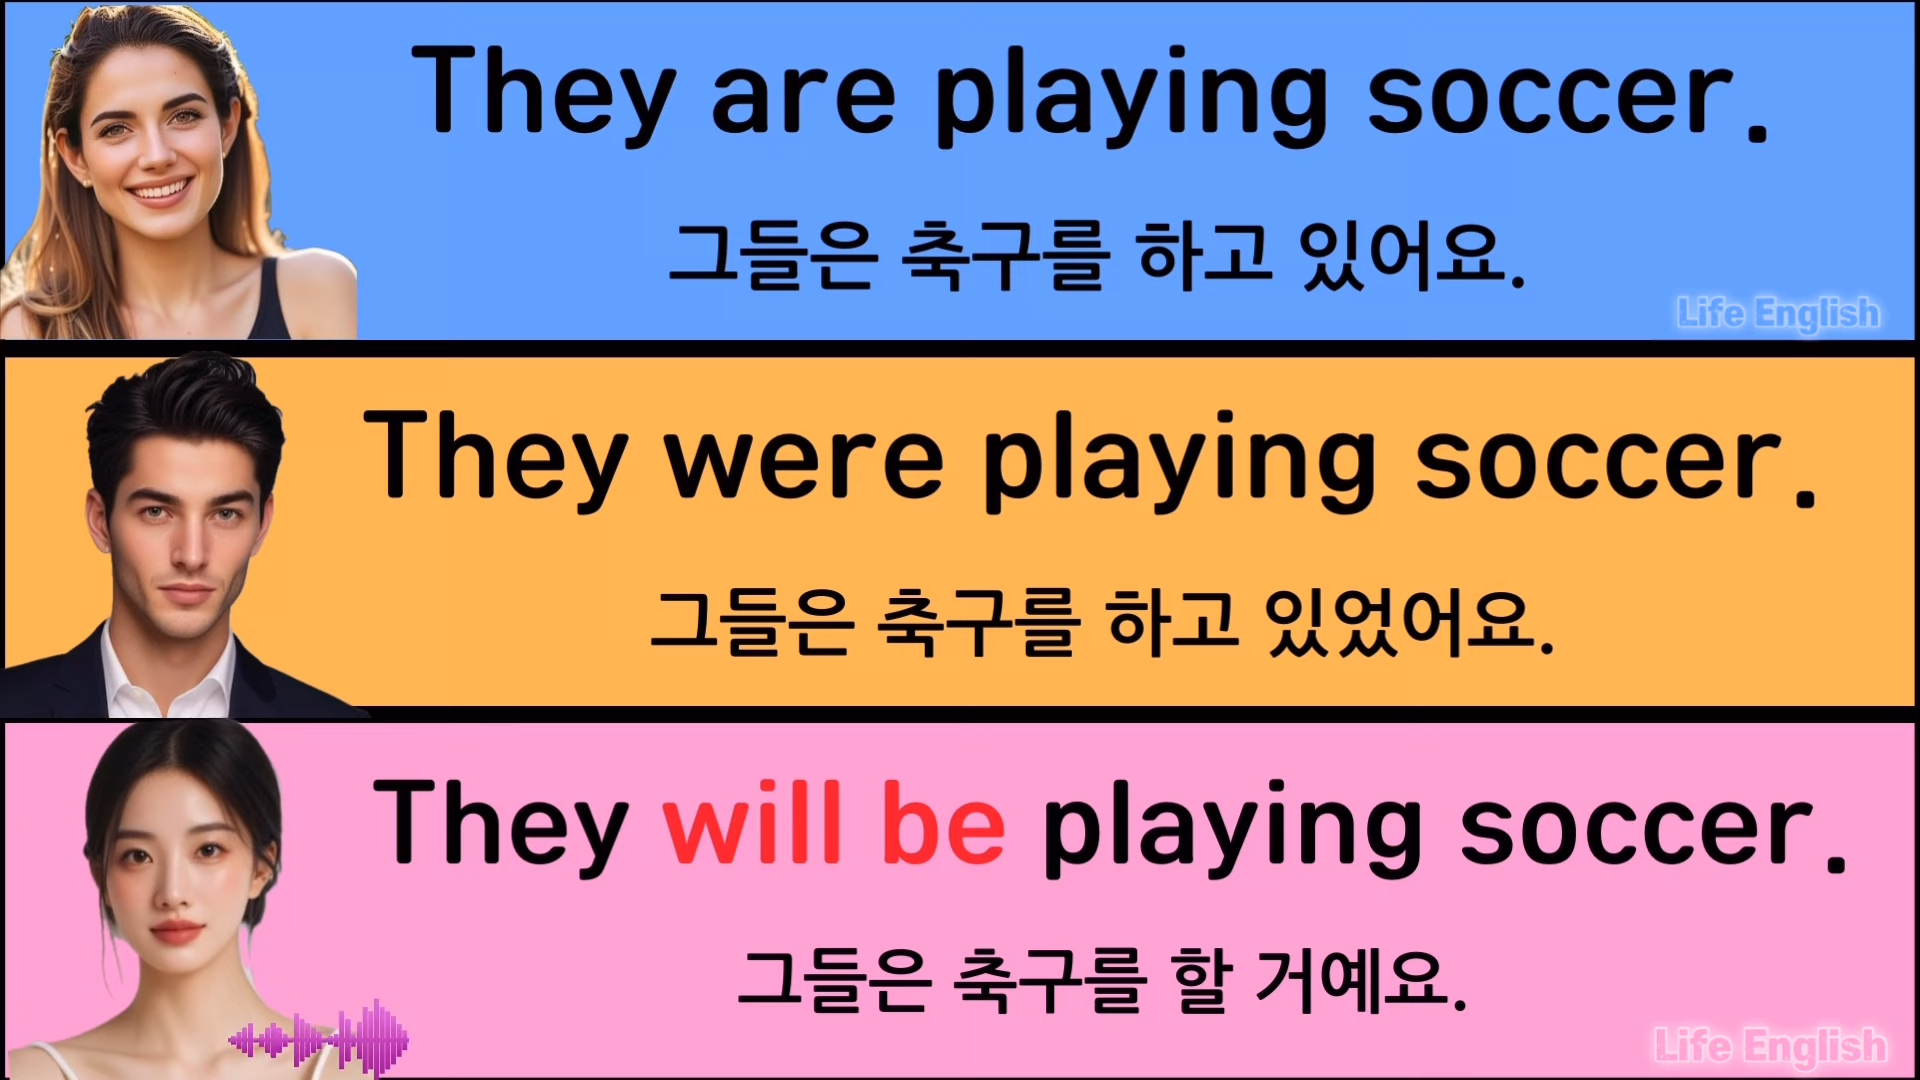 They are playing soccer.
그들은 축구를 하고 있어요.
Life English
They were playing soccer.
그들은 축구를 하고 있었어요.
They will be playing soccer.
그들은 축구를 할 거예요.
Life English